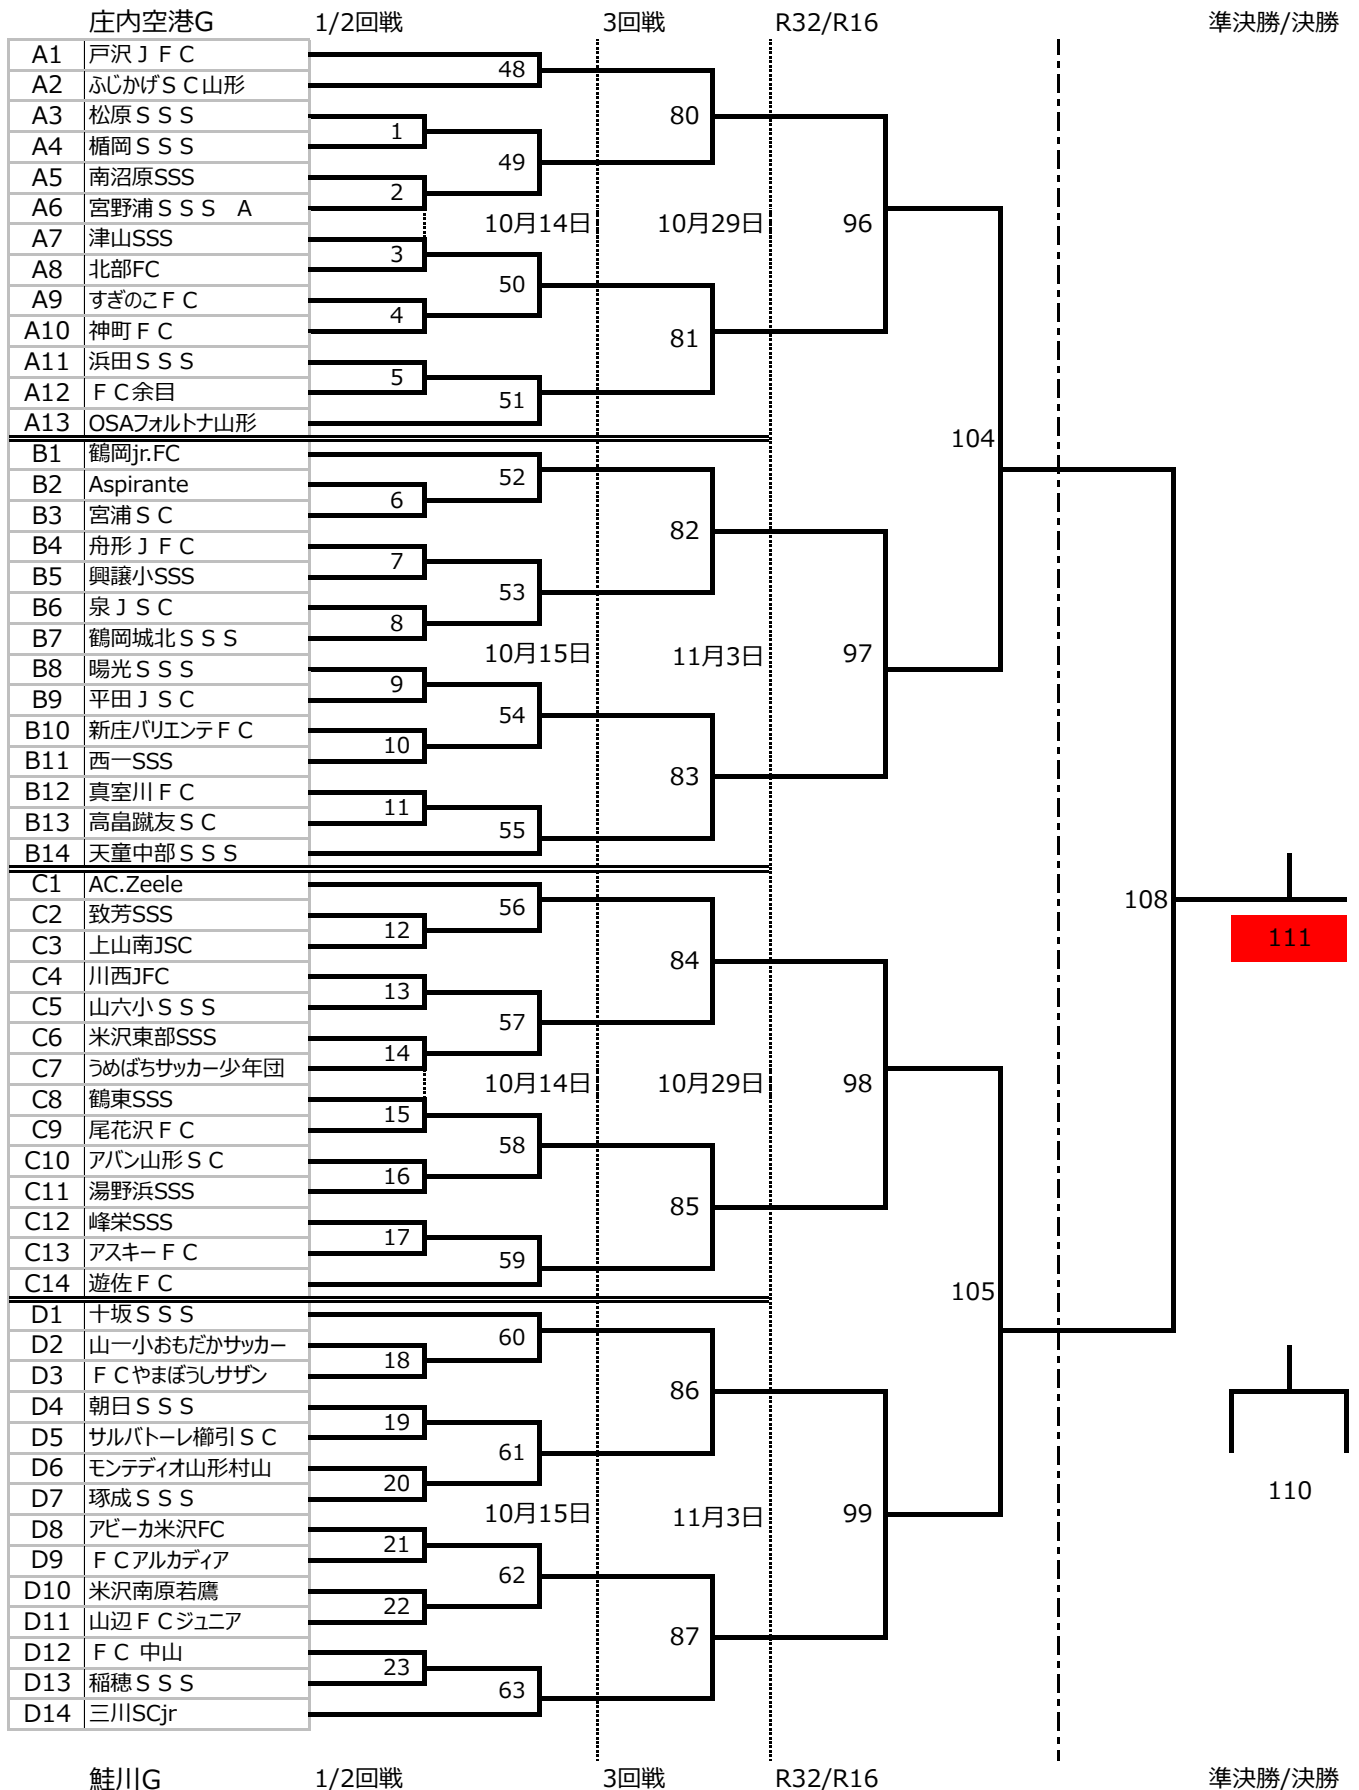 庄内空港G 1/2回戦 3回戦 R32/R16 準決勝/決勝
A1 戸沢ＪＦＣ
48
A2 ふじかげＳＣ山形
A3 松原ＳＳＳ 80
1
A4 楯岡ＳＳＳ
49
A5 南沼原SSS
2
A6 宮野浦ＳＳＳ　A
10月14日 10月29日 96
A7 津山SSS
3
A8 北部FC
50
A9 すぎのこＦＣ
4
A10 神町ＦＣ
81
A11 浜田ＳＳＳ
5
A12 ＦＣ余目
51
A13 OSAフォルトナ山形
104
B1 鶴岡jr.FC
52
B2 Aspirante
6
B3 宮浦ＳＣ
82
B4 舟形ＪＦＣ
7
B5 興譲小SSS
53
B6 泉ＪＳＣ
8
B7 鶴岡城北ＳＳＳ
10月15日 11月3日 97
B8 暘光ＳＳＳ
9
B9 平田ＪＳＣ
54
B10 新庄バリエンテＦＣ
10
B11 西一SSS
83
B12 真室川ＦＣ
11
B13 高畠蹴友ＳＣ
55
B14 天童中部ＳＳＳ
C1 AC.Zeele
56 108
C2 致芳SSS
12 111
C3 上山南JSC
84
C4 川西JFC
13
C5 山六小ＳＳＳ
57
C6 米沢東部SSS
14
C7 うめばちサッカー少年団
10月14日 10月29日 98
C8 鶴東SSS
15
C9 尾花沢ＦＣ
58
C10 アバン山形ＳＣ
16
C11 湯野浜SSS
85
C12 峰栄SSS
17
C13 アスキーＦＣ
59
C14 遊佐ＦＣ
105
D1 十坂ＳＳＳ
60
D2 山一小おもだかサッカー
18
D3 ＦＣやまぼうしサザン
86
D4 朝日ＳＳＳ
19
D5 サルバトーレ櫛引ＳＣ
61
D6 モンテディオ山形村山
20
D7 琢成ＳＳＳ 110
10月15日 11月3日 99
D8 アビーカ米沢FC
21
D9 ＦＣアルカディア
62
D10 米沢南原若鷹
22
D11 山辺ＦＣジュニア
87
D12 ＦＣ 中山
23
D13 稲穂ＳＳＳ
63
D14 三川SCjr
鮭川G 1/2回戦 3回戦 R32/R16 準決勝/決勝